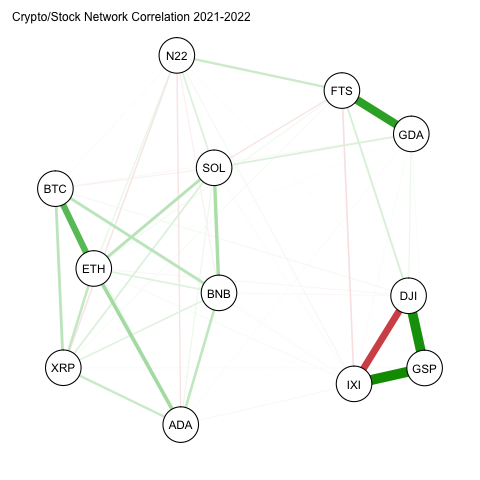 Crypto/Stock Network Correlation 2021-2022
N22
FTS
GDA
SOL
BTC
ETH
BNB
DJI
XRP
GSP
IXI
ADA